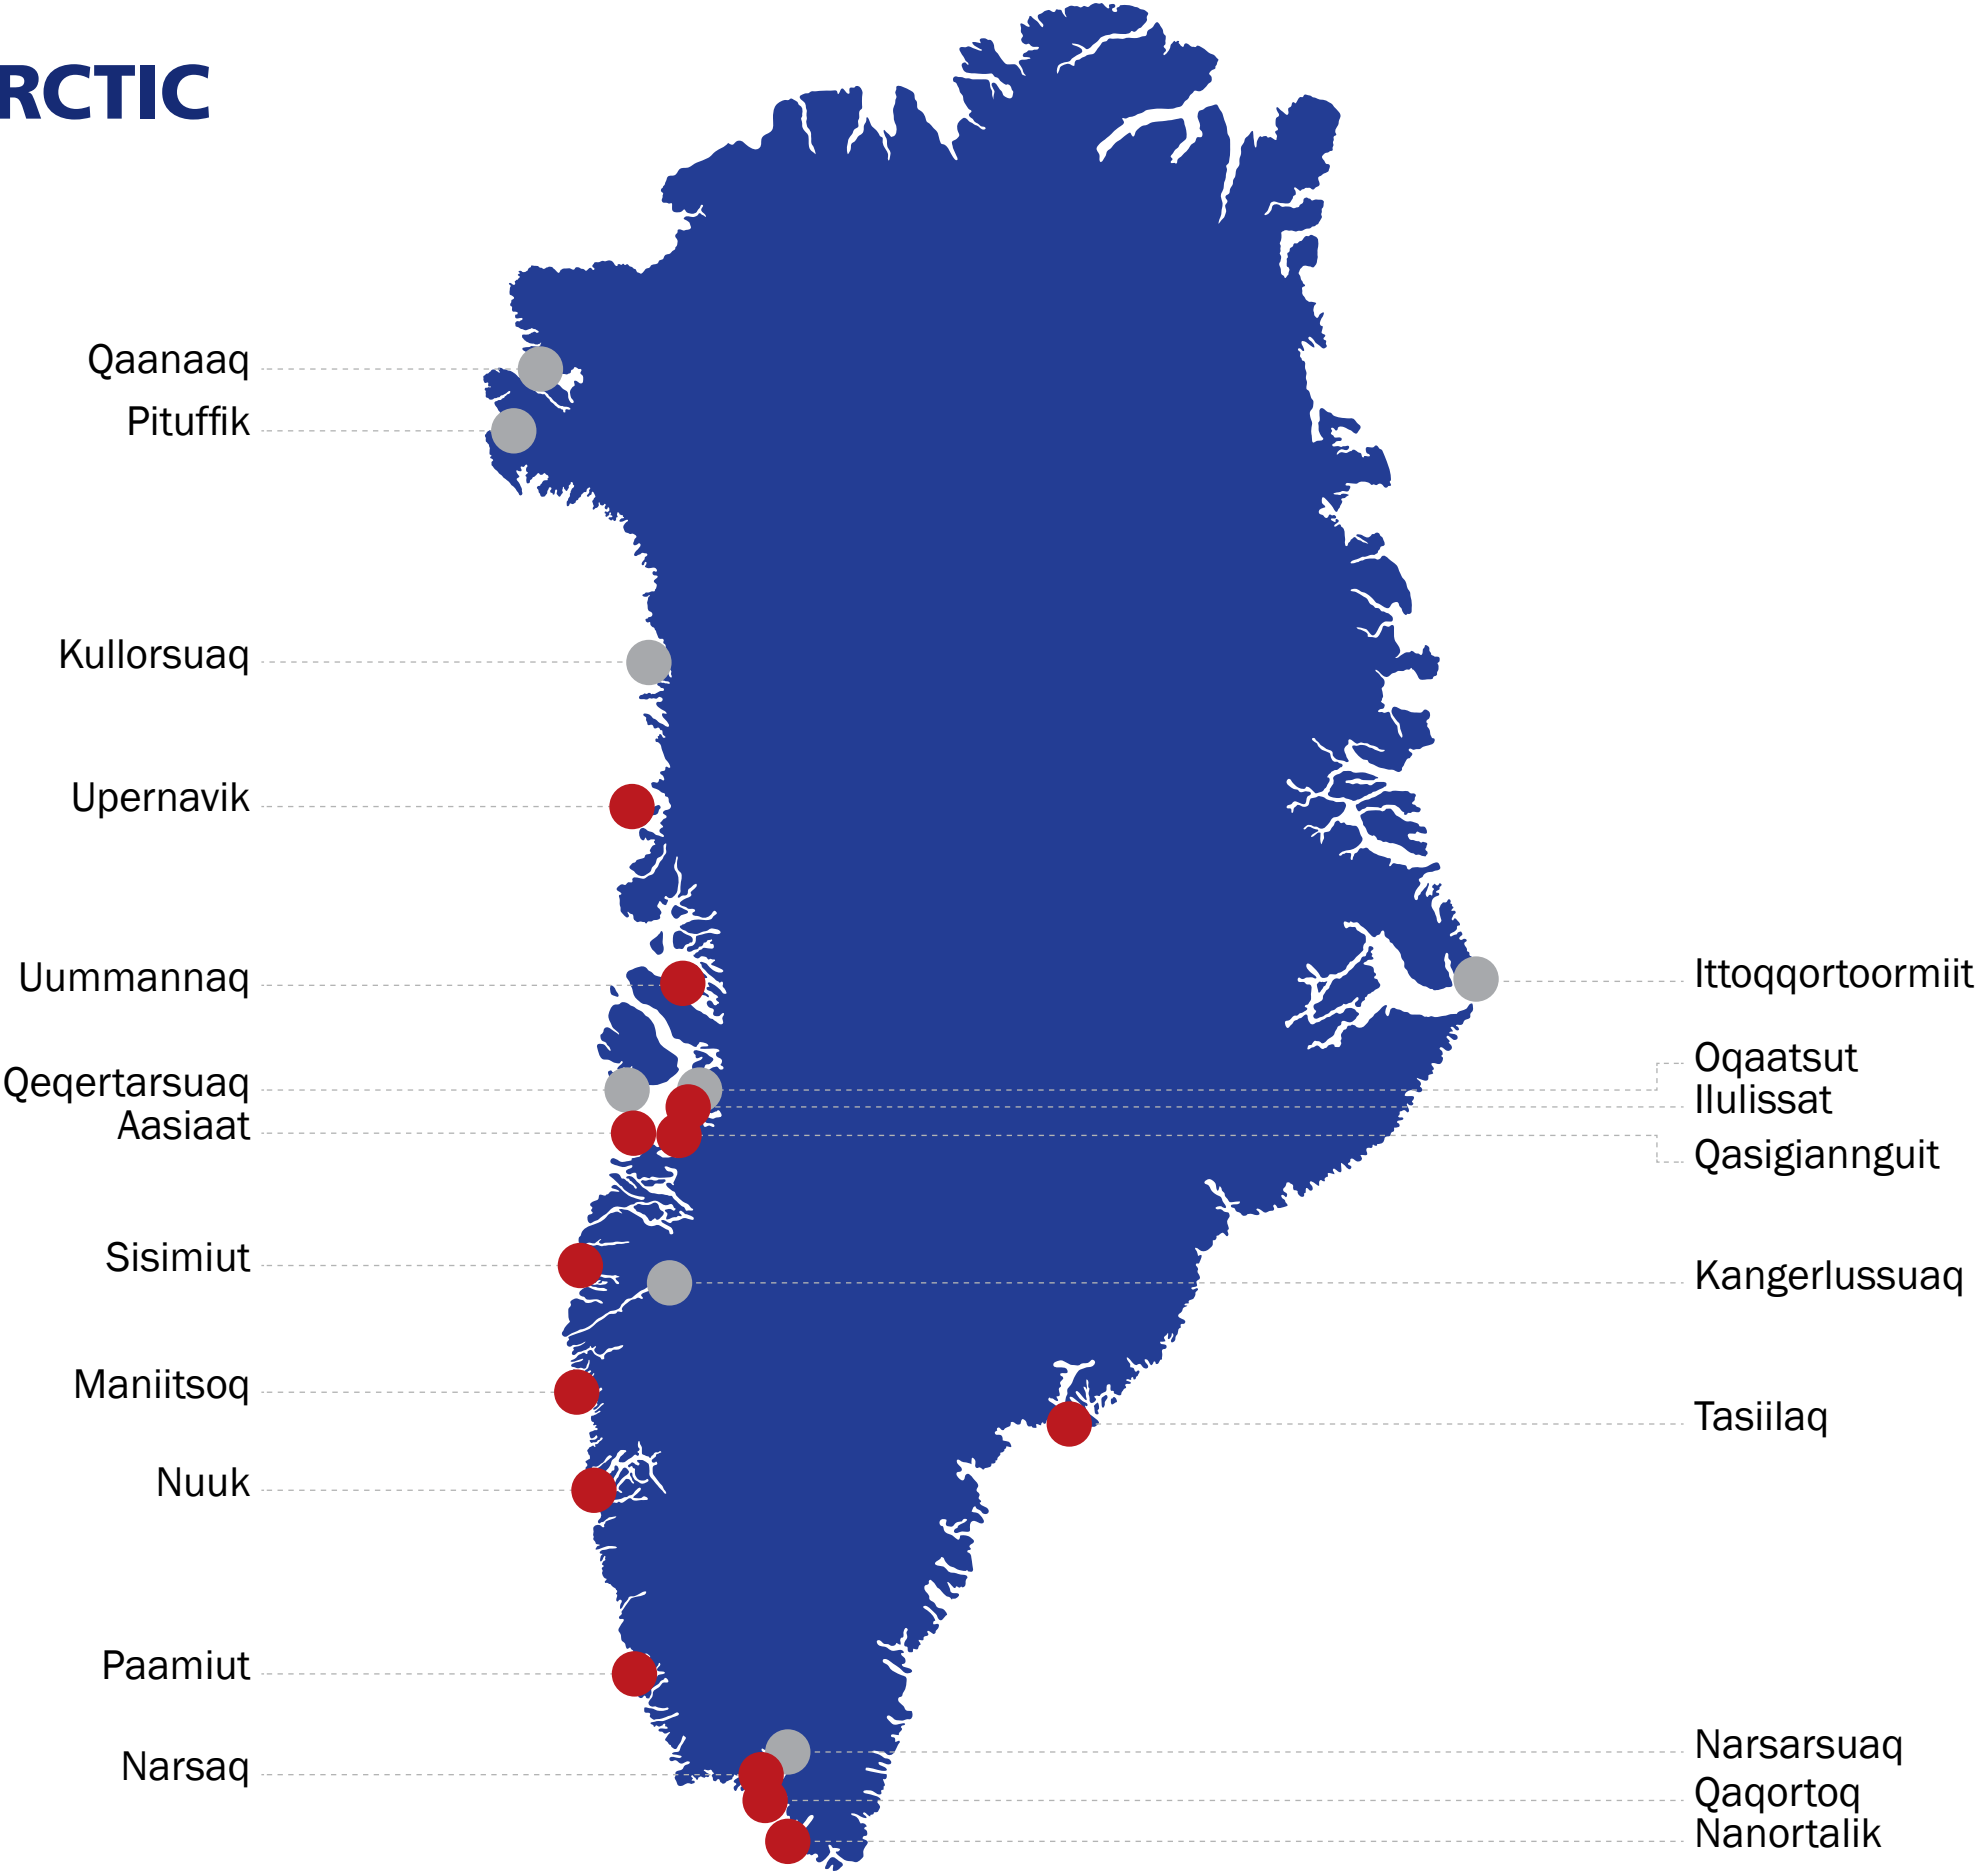 RCTIC
Qaanaaq
Pituffik
Kullorsuaq
Upernavik
Uummannaq
Qeqertarsuaq
Aasiaat
Sisimiut
Maniitsoq
Nuuk
Paamiut
Narsaq
Ittoqqortoormiit
Oqaatsut
Ilulissat
Qasigiannguit
Kangerlussuaq
Tasiilaq
Narsarsuaq
Qaqortoq
Nanortalik